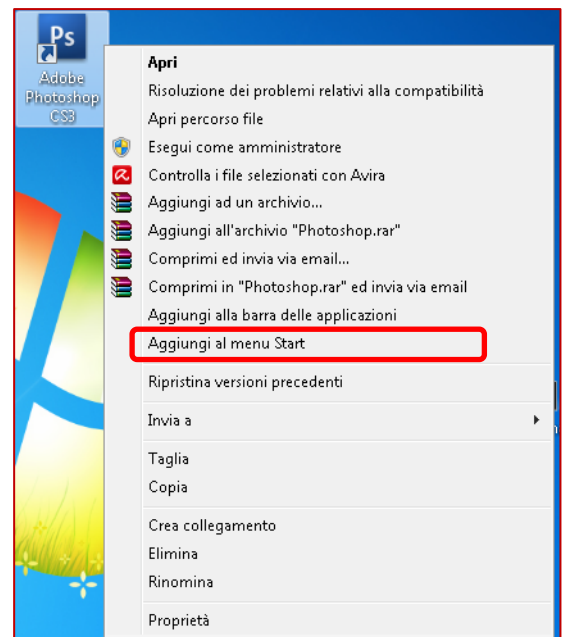 Ps
Adobe
Photoshop
CS3
Apri
Risoluzione dei problemi relativi alla compatibilità
Apri percorso file
Esegui come amministratore
Controlla i file selezionati con Avira
Aggiungi ad un archivio...
Aggiungi all'archivio "Photoshop.rar"
Comprimi ed invia via email...
Comprimi in "Photoshop.rar" ed invia via email
Aggiungi alla barra delle applicazioni
Aggiungi al menu Start
Ripristina versioni precedenti
Invia a
Taglia
Copia
Crea collegamento
Elimina
Rinomina
Proprietà